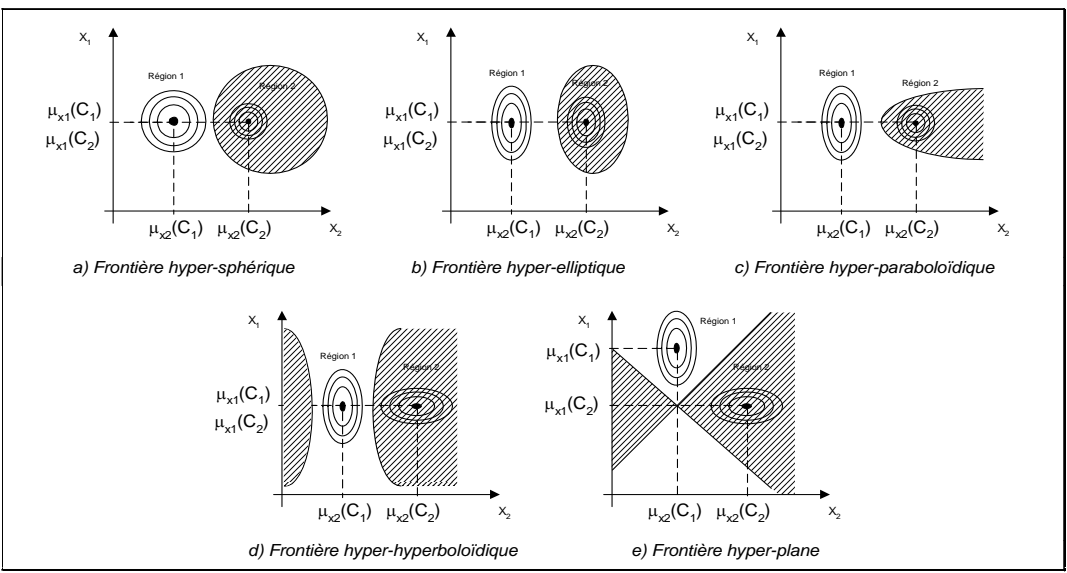 X1
Région 1
Région 2
μx1(C1)
μx1(C2)
μx2(C1) μx2(C2) X2
a) Frontière hyper-sphérique
X1
Région 1
Région 2
μx1(C1)
μx1(C2)
μx2(C1) μx2(C2) X2
b) Frontière hyper-elliptique
X1
Région 1
Région 2
μx1(C1)
μx1(C2)
μx2(C1) μx2(C2) X2
c) Frontière hyper-paraboloïdique
X1
Région 1
Région 2
μx1(C1)
μx1(C2)
μx2(C1) μx2(C2) X2
d) Frontière hyper-hyperboloïdique
X1
Région 1
μx1(C1)
Région 2
μx1(C2)
μx2(C1) μx2(C2) X2
e) Frontière hyper-plane